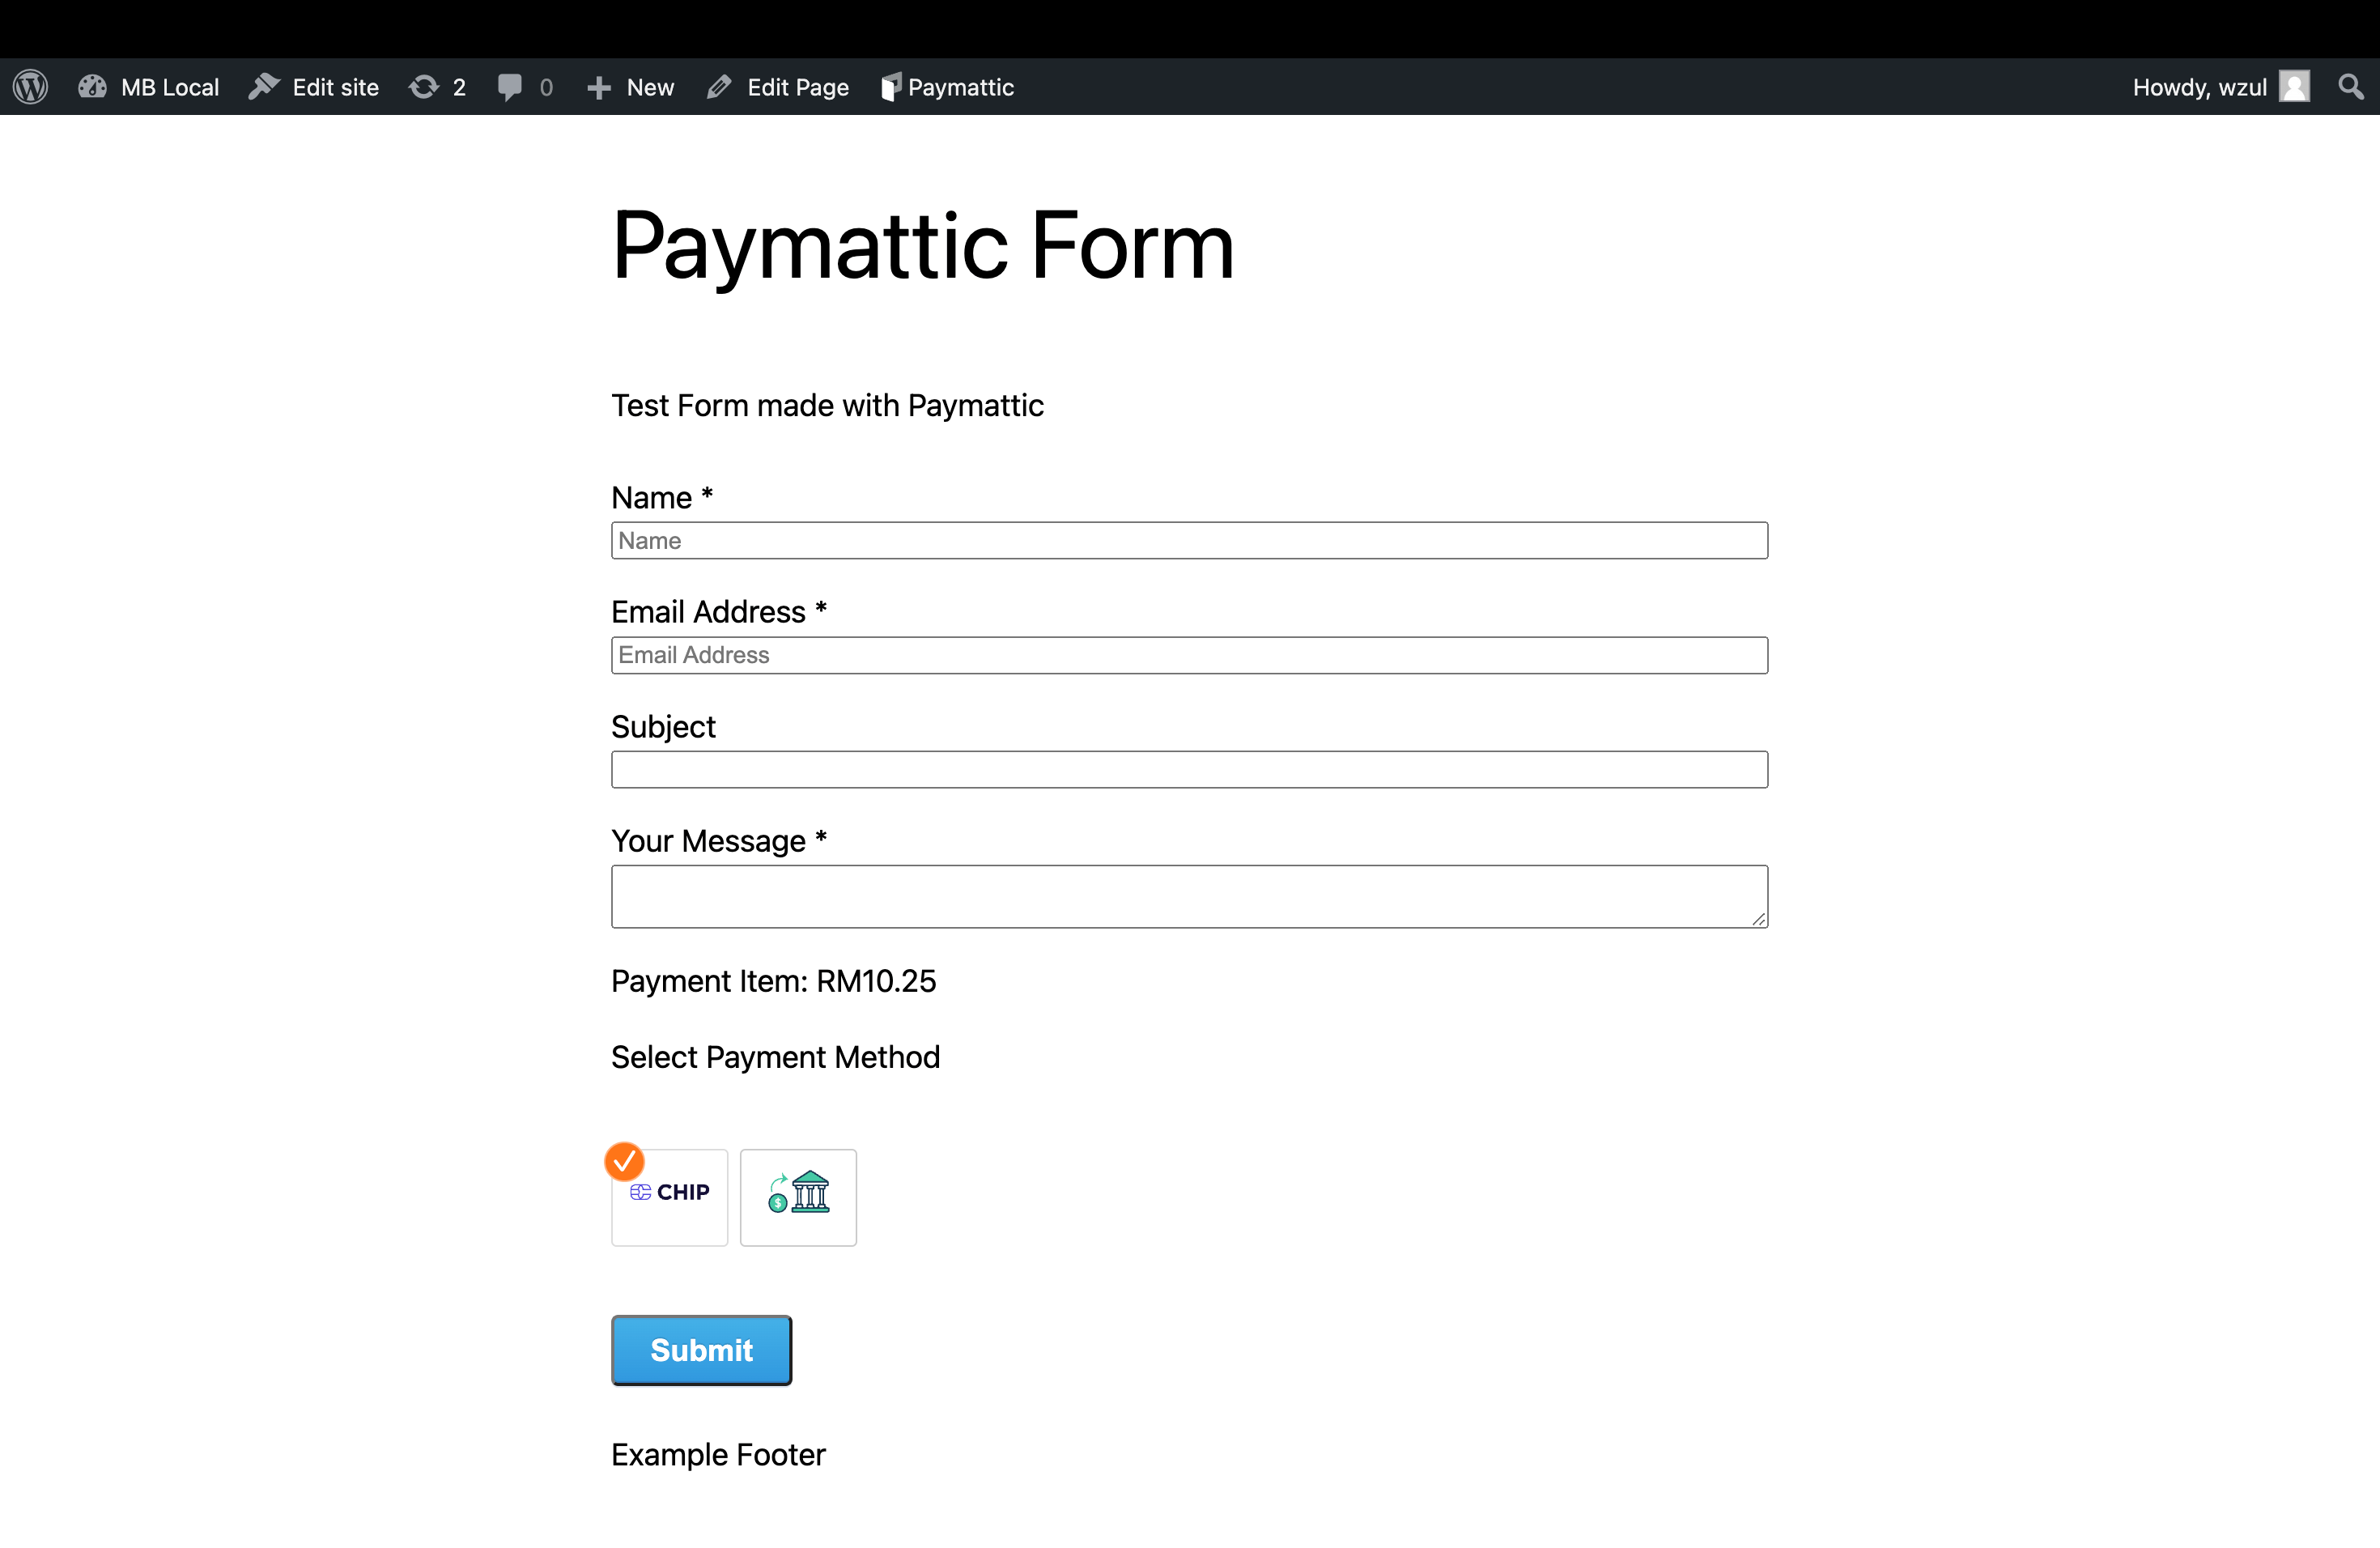 MB Local Edit site 2 0 New Edit Page Paymattic Howdy, wzul
Paymattic Form
Test Form made with Paymattic
Name *
Name
Email Address *
Email Address
Subject
Your Message *
Payment Item: RM10.25
Select Payment Method
CHIP $
Submit
Example Footer